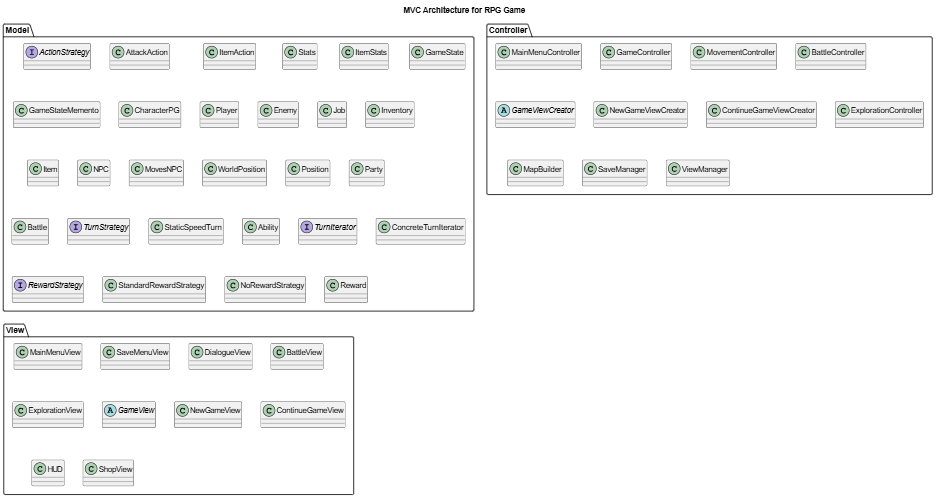 MVC Architecture for RPG Game
Model
I ActionStrategy
C AttackAction
C ItemAction
C Stats
C ItemStats
C GameState
C GameStateMemento
C CharacterPG
C Player
C Enemy
C Job
C Inventory
C Item
C NPC
C MovesNPC
C WorldPosition
C Position
C Party
C Battle
I TurnStrategy
C StaticSpeedTurn
C Ability
I TurnIterator
C ConcreteTurnIterator
I RewardStrategy
C StandardRewardStrategy
C NoRewardStrategy
C Reward
Controller
C MainMenuController
C GameController
C MovementController
C BattleController
A GameViewCreator
C NewGameViewCreator
C ContinueGameViewCreator
C ExplorationController
C MapBuilder
C SaveManager
C ViewManager
View
C MainMenuView
C SaveMenuView
C DialogueView
C BattleView
C ExplorationView
A GameView
C NewGameView
C ContinueGameView
C HUD
C ShopView